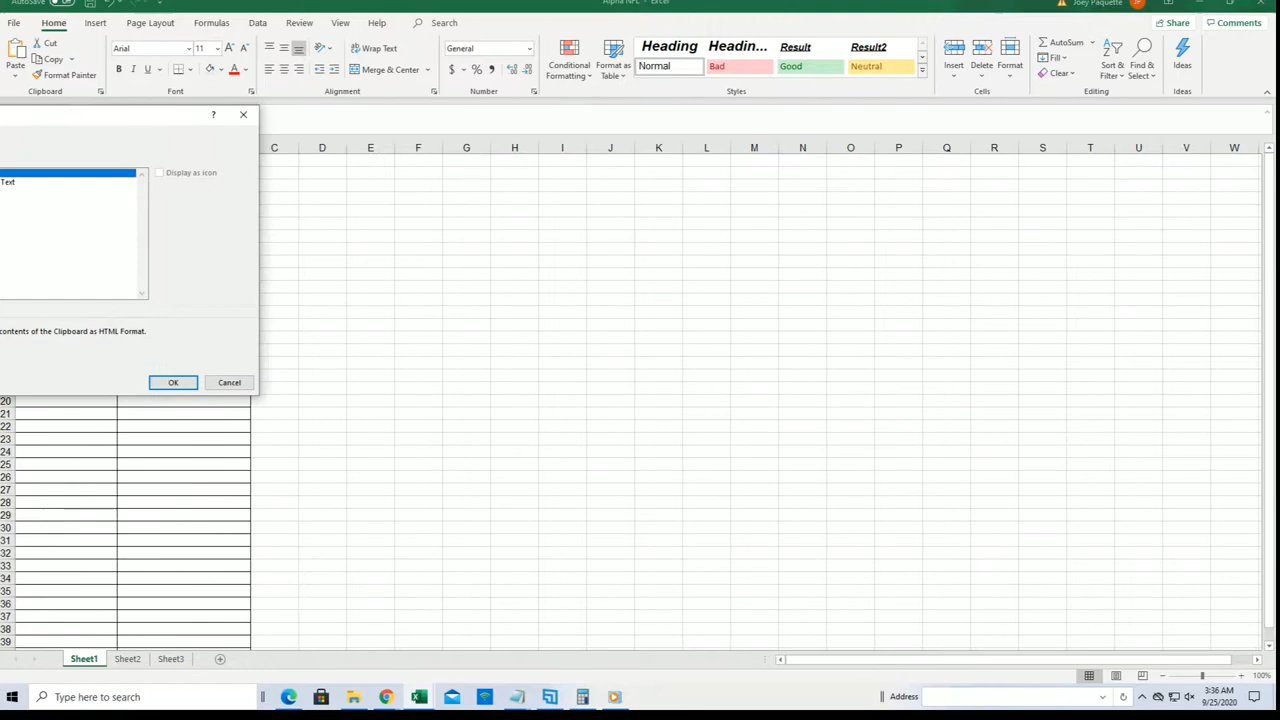 AutoSave Off Alpha NFL - Excel Joey Paquette JP
File Home Insert Page Layout Formulas Data Review View Help Search Share Comments
Cut Arial 11 Wrap Text General Heading Headin... Result Result2 AutoSum
Copy Fill
Paste Format Painter Merge & Center Conditional Formatting Format as Table Normal Bad Good Neutral Insert Delete Format Clear Sort & Filter Find & Select Ideas
Clipboard Font Alignment Number Styles Cells Editing Ideas
? ×
C D E F G H I J K L M N O P Q R S T U V W
Display as icon
Text
contents of the Clipboard as HTML Format.
OK Cancel
20
21
22
23
24
25
26
27
28
29
30
31
32
33
34
35
36
37
38
39
Sheet1 Sheet2 Sheet3
100%
Type here to search Address 3:36 AM
9/25/2020